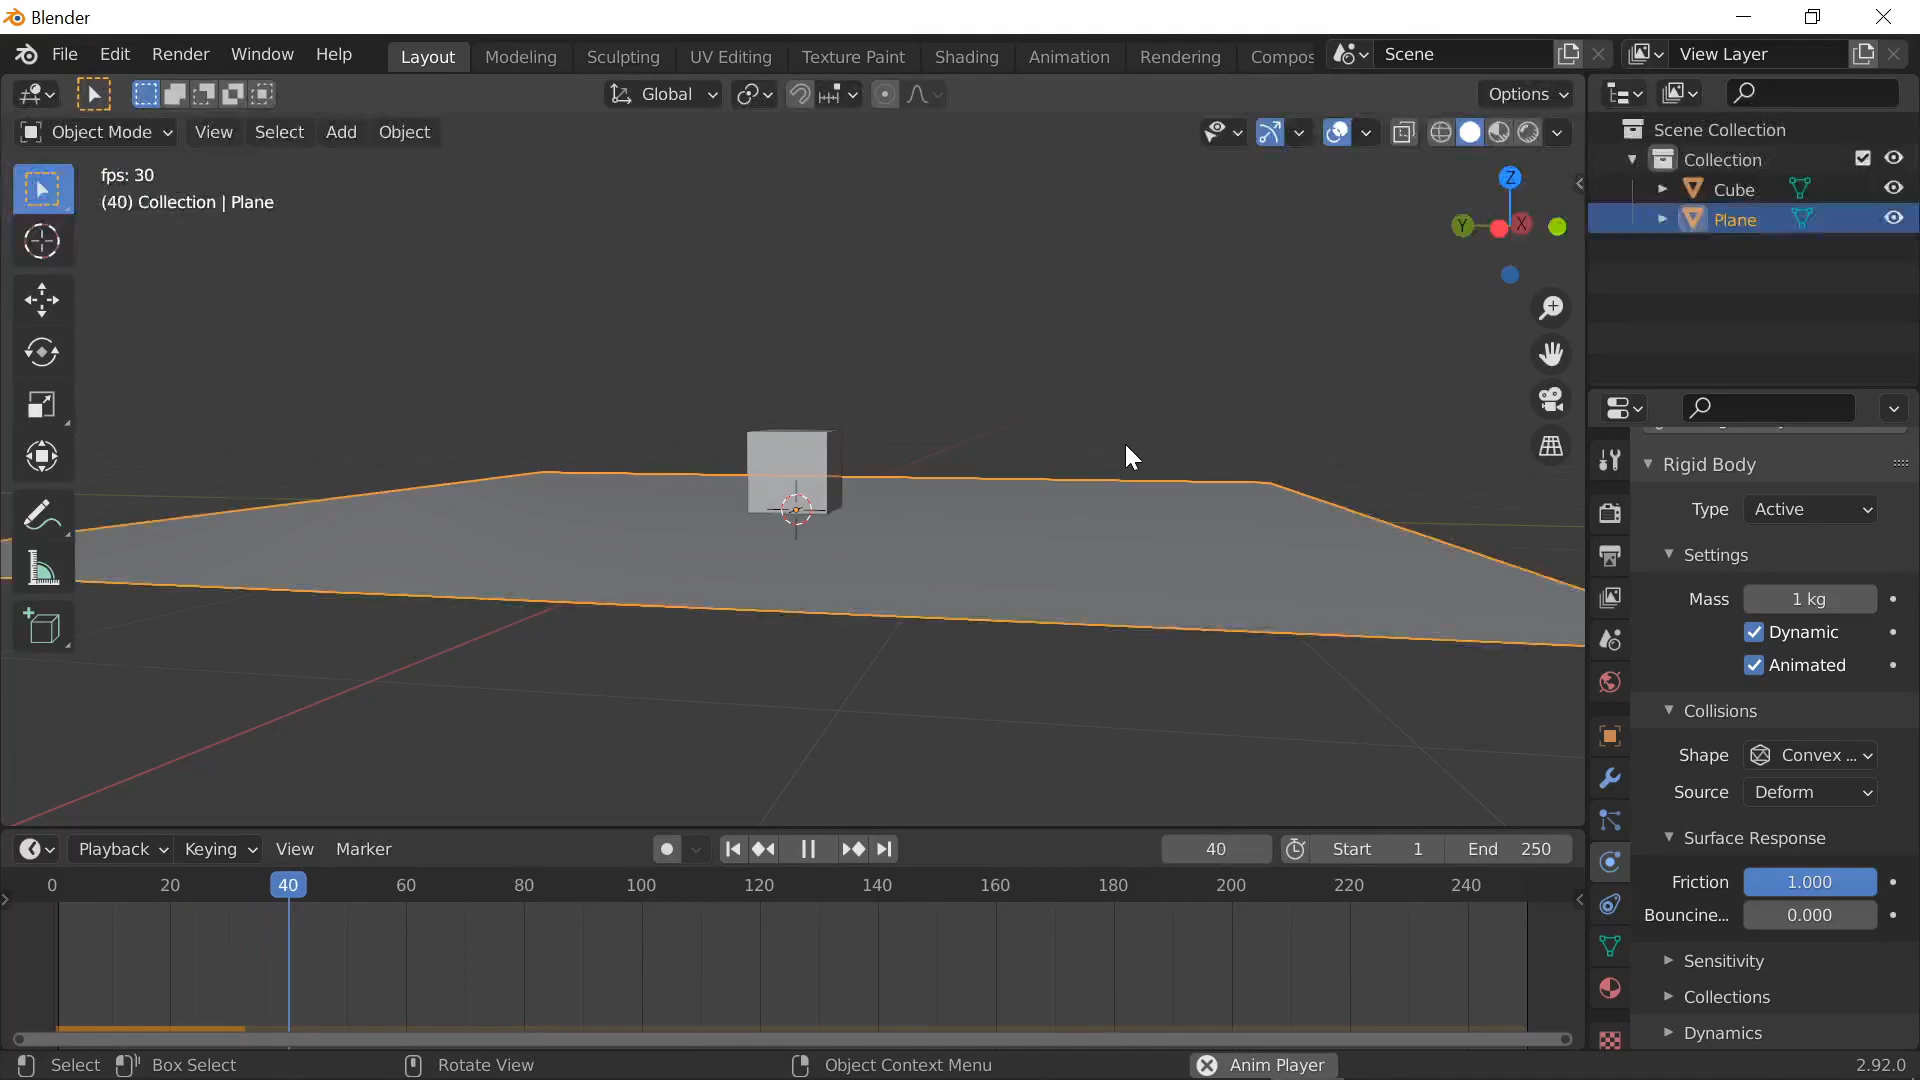 Blender
File Edit Render Window Help
Layout Modeling Sculpting UV Editing Texture Paint Shading Animation Rendering Compos
Scene
View Layer
Global
Options
Object Mode View Select Add Object
fps: 30
(40) Collection | Plane
Z
Y
X
Scene Collection
Collection
Cube
Plane
Rigid Body
Type Active
Settings
Mass 1 kg
Dynamic
Animated
Collisions
Shape Convex ...
Source Deform
Surface Response
Friction 1.000
Bouncine... 0.000
Sensitivity
Collections
Dynamics
Playback Keying View Marker
40
Start 1
End 250
0 20 40 60 80 100 120 140 160 180 200 220 240
Select Box Select Rotate View Object Context Menu Anim Player 2.92.0